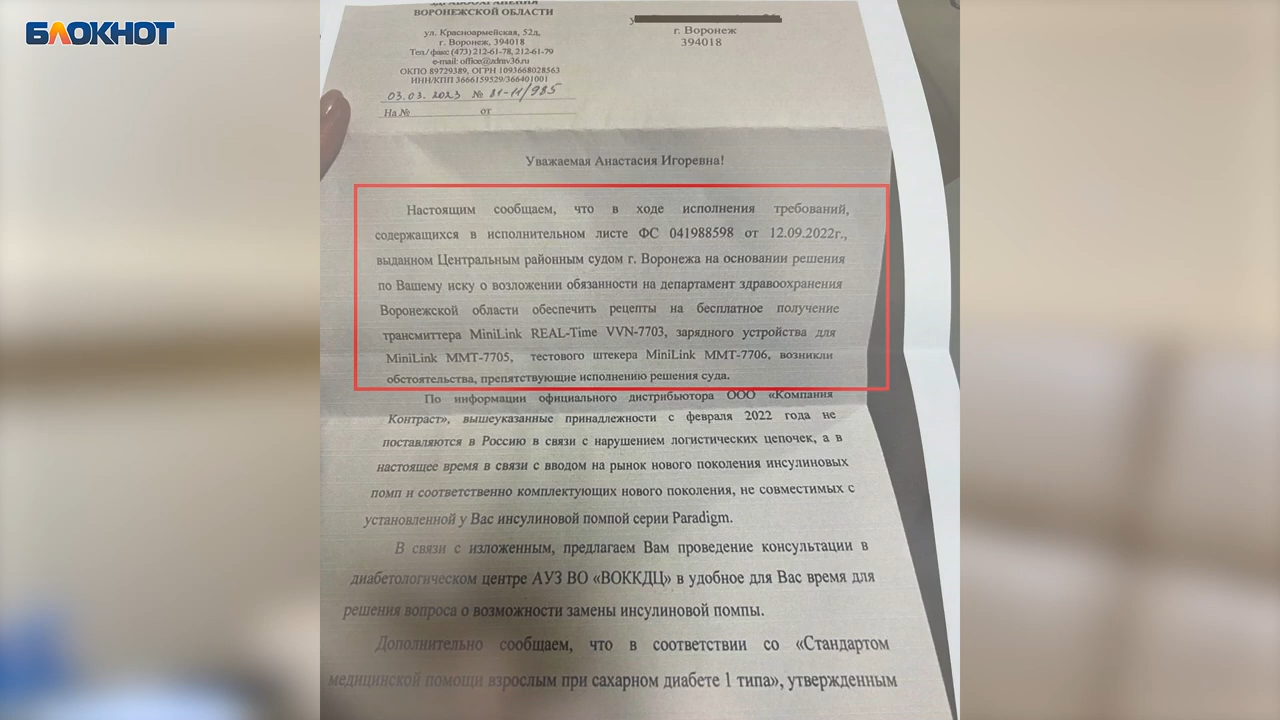 БЛОКНОТ
ЗДРАВООХРАНЕНИЯ
ВОРОНЕЖСКОЙ ОБЛАСТИ
ул. Красноармейская, 52д,
г. Воронеж, 394018
Тел./факс (473) 212-61-78, 212-61-79
e-mail: office@zdrav36.ru
ОКПО 89729389, ОГРН 1093668028563
ИНН/КПП 3666159529/366401001
03.03.2023 № 81-11/985
На № от
г. Воронеж
394018
Уважаемая Анастасия Игоревна!
Настоящим сообщаем, что в ходе исполнения требований,
содержащихся в исполнительном листе ФС 041988598 от 12.09.2022г.,
выданном Центральным районным судом г. Воронежа на основании решения
по Вашему иску о возложении обязанности на департамент здравоохранения
Воронежской области обеспечить рецепты на бесплатное получение
трансмиттера MiniLink REAL-Time VVN-7703, зарядного устройства для
MiniLink MMT-7705, тестового штекера MiniLink MMT-7706, возникли
обстоятельства, препятствующие исполнению решения суда.
По информации официального дистрибьютора ООО «Компания
Контраст», вышеуказанные принадлежности с февраля 2022 года не
поставляются в Россию в связи с нарушением логистических цепочек, а в
настоящее время в связи с вводом на рынок нового поколения инсулиновых
помп и соответственно комплектующих нового поколения, не совместимых с
установленной у Вас инсулиновой помпой серии Paradigm.
В связи с изложенным, предлагаем Вам проведение консультации в
диабетологическом центре АУЗ ВО «ВОККДЦ» в удобное для Вас время для
решения вопроса о возможности замены инсулиновой помпы.
Дополнительно сообщаем, что в соответствии со «Стандартом
медицинской помощи взрослым при сахарном диабете 1 типа», утвержденным